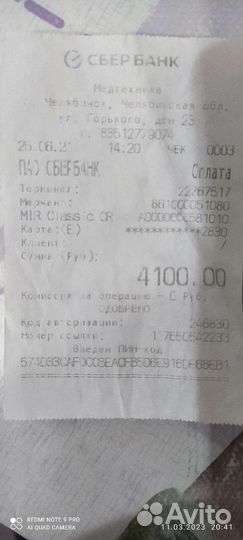 СБЕР БАНК
Медтехника
г. Челябинск, Челябинская обл.
ул. Горького, дом 23
т. 83512779074
25.06.21 14:20 ЧЕК 0003
ПАО СБЕРБАНК Оплата
Терминал: 22767517
Мерчант: 861000051080
MIR Classic CR A0000006581010
Карта:(E) ************2830
Клиент: /
Сумма (Руб):
4100.00
Комиссия за операцию - 0 Руб.
ОДОБРЕНО
Код авторизации: 246830
Номер ссылки:
Введен ПИН-код
REDMI NOTE 9 PRO
AI QUAD CAMERA
Avito
11.03.2023 20:41